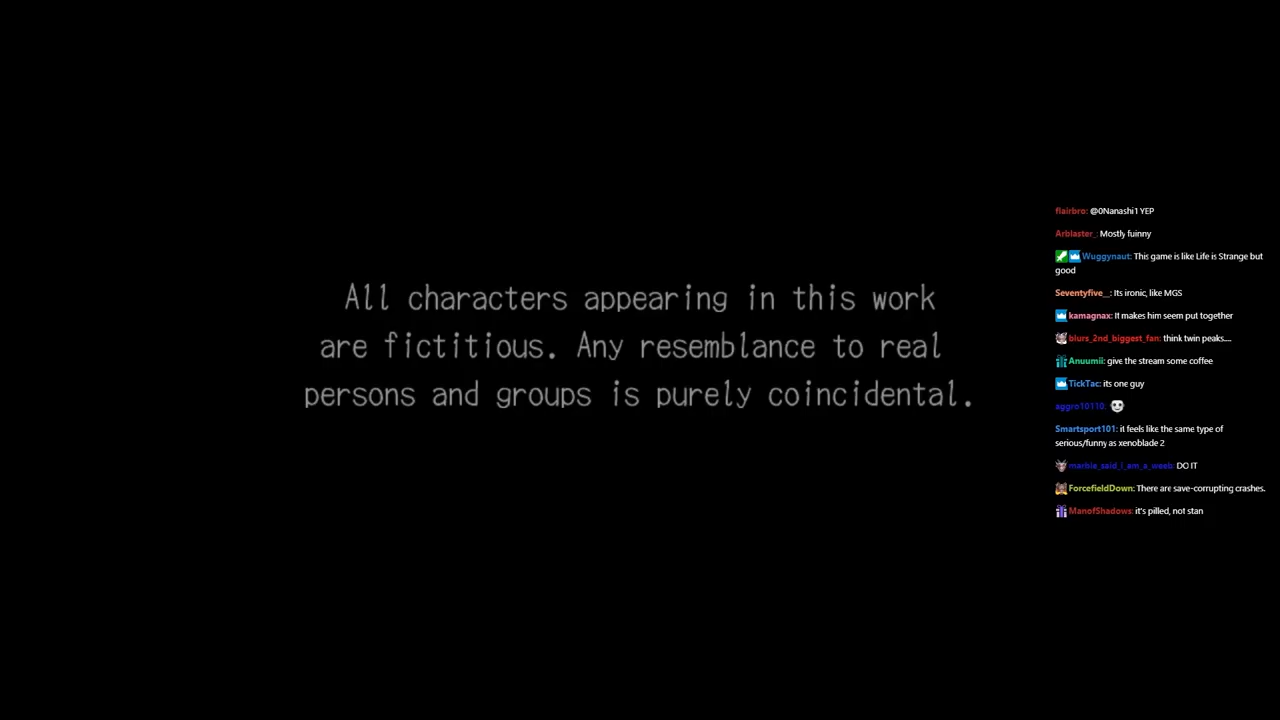 All characters appearing in this work
are fictitious. Any resemblance to real
persons and groups is purely coincidental.
flairbro: @0Nanashi1 YEP
Arblaster_: Mostly fuinny
Wuggynaut: This game is like Life is Strange but
good
Seventyfive__: Its ironic, like MGS
kamagnax: It makes him seem put together
blurs_2nd_biggest_fan: think twin peaks....
Anuumii: give the stream some coffee
TickTac: its one guy
aggro10110:
Smartsport101: it feels like the same type of
serious/funny as xenoblade 2
marbie_said_i_am_a_weeb: DO IT
ForcefieldDown: There are save-corrupting crashes.
ManofShadows: it's pilled, not stan